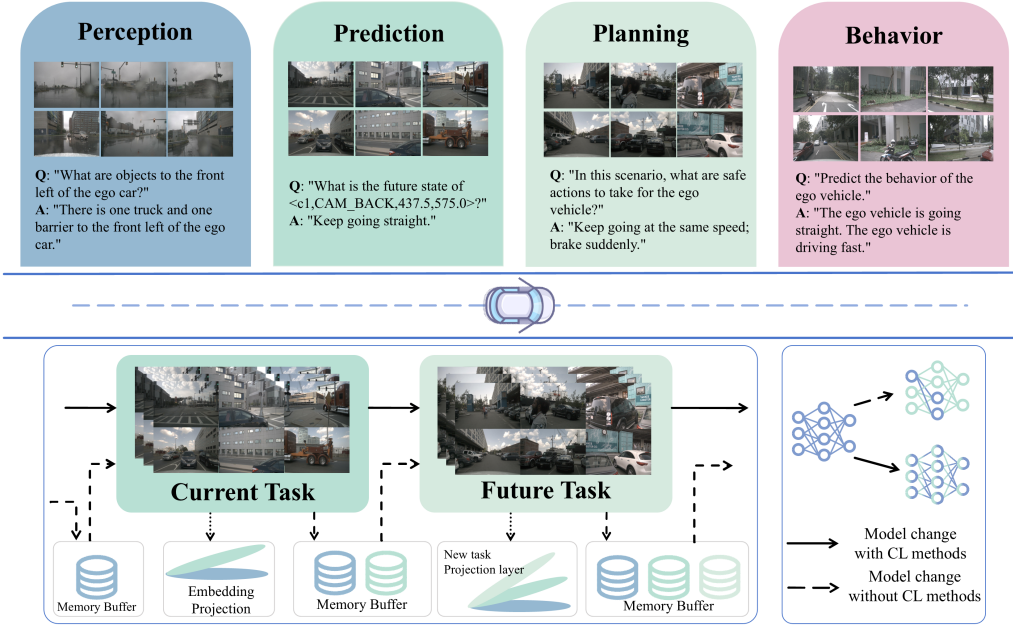 Perception
Q: "What are objects to the front
left of the ego car?"
A: "There is one truck and one
barrier to the front left of the ego
car."
Prediction
Q: "What is the future state of
<c1,CAM_BACK,437.5,575.0>?"
A: "Keep going straight."
Planning
Q: "In this scenario, what are safe
actions to take for the ego
vehicle?"
A: "Keep going at the same speed;
brake suddenly."
Behavior
Q: "Predict the behavior of the
ego vehicle."
A: "The ego vehicle is going
straight. The ego vehicle is
driving fast."
Current Task
Future Task
Memory Buffer
Embedding
Projection
Memory Buffer
New task
Projection layer
Memory Buffer
Model change
with CL methods
Model change
without CL methods